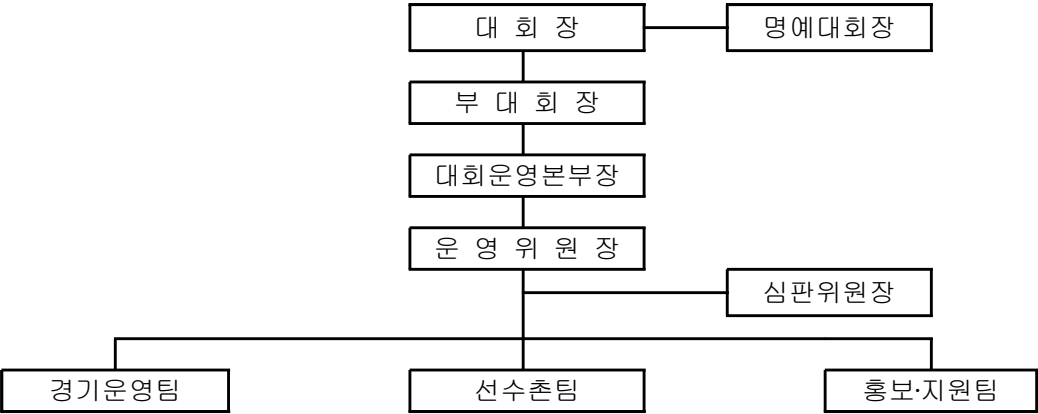 대 회 장
명예대회장
부 대 회 장
대회운영본부장
운 영 위 원 장
심판위원장
경기운영팀
선수촌팀
홍보·지원팀